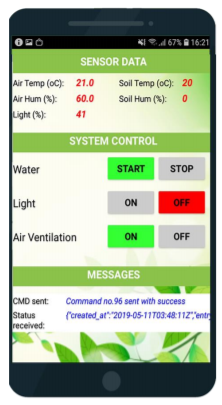 67% 16:21
SENSOR DATA
Air Temp (oC): 21.0 Soil Temp (oC): 20
Air Hum (%): 60.0 Soil Hum (%): 0
Light (%): 41
SYSTEM CONTROL
Water START STOP
Light ON OFF
Air Ventilation ON OFF
MESSAGES
CMD sent: Command no.96 sent with success
Status {"created_at":"2019-05-11T03:48:11Z","entry
received: